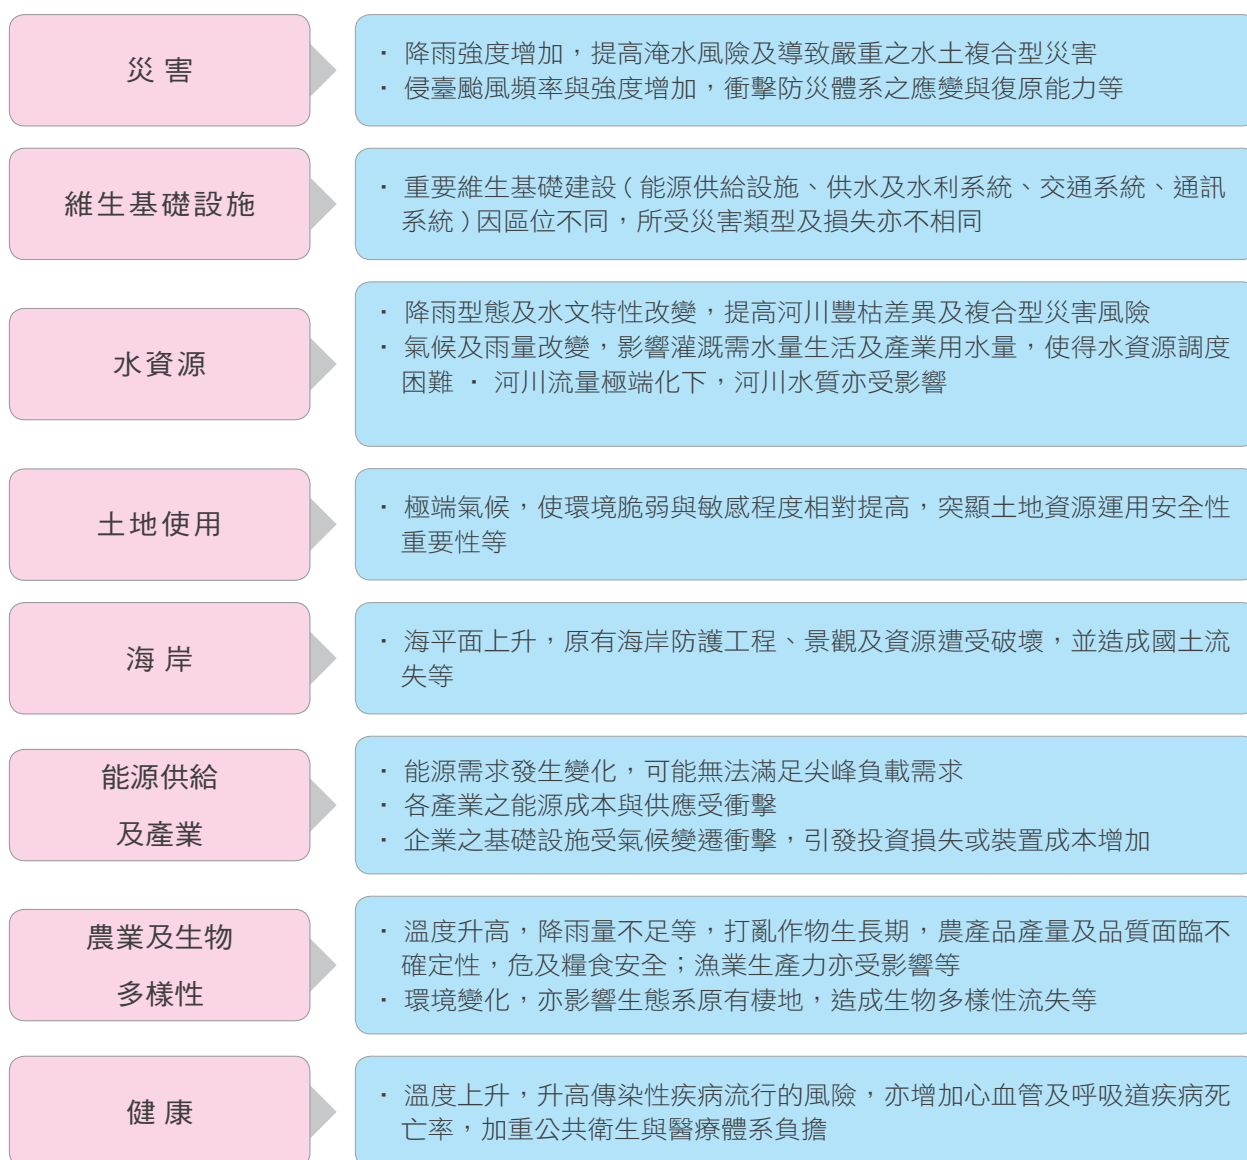 災害
・降雨強度增加，提高淹水風險及導致嚴重之水土複合型災害
・侵臺颱風頻率與強度增加，衝擊防災體系之應變與復原能力等
維生基礎設施
・重要維生基礎建設（能源供給設施、供水及水利系統、交通系統、通訊
系統）因區位不同，所受災害類型及損失亦不相同
水資源
・降雨型態及水文特性改變，提高河川豐枯差異及複合型災害風險
・氣候及雨量改變，影響灌溉需水量生活及產業用水量，使得水資源調度
困難 ・ 河川流量極端化下，河川水質亦受影響
土地使用
・極端氣候，使環境脆弱與敏感程度相對提高，突顯土地資源運用安全性
重要性等
海岸
・海平面上升，原有海岸防護工程、景觀及資源遭受破壞，並造成國土流
失等
能源供給
及產業
・能源需求發生變化，可能無法滿足尖峰負載需求
・各產業之能源成本與供應受衝擊
・企業之基礎設施受氣候變遷衝擊，引發投資損失或裝置成本增加
農業及生物
多樣性
・溫度升高，降雨量不足等，打亂作物生長期，農產品產量及品質面臨不
確定性，危及糧食安全；漁業生產力亦受影響等
・環境變化，亦影響生態系原有棲地，造成生物多樣性流失等
健康
・溫度上升，升高傳染性疾病流行的風險，亦增加心血管及呼吸道疾病死
亡率，加重公共衛生與醫療體系負擔